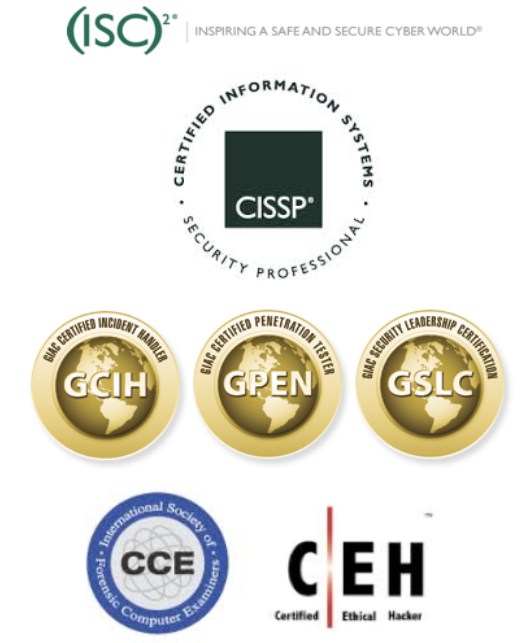 (ISC)²® INSPIRING A SAFE AND SECURE CYBER WORLD®
CERTIFIED INFORMATION SYSTEMS
CISSP®
SECURITY PROFESSIONAL
GIAC CERTIFIED INCIDENT HANDLER
GCIH
GIAC CERTIFIED PENETRATION TESTER
GPEN
GIAC SECURITY LEADERSHIP CERTIFICATION
GSLC
International Society of
CCE
Forensic Computer Examiners
C EH ™
Certified Ethical Hacker